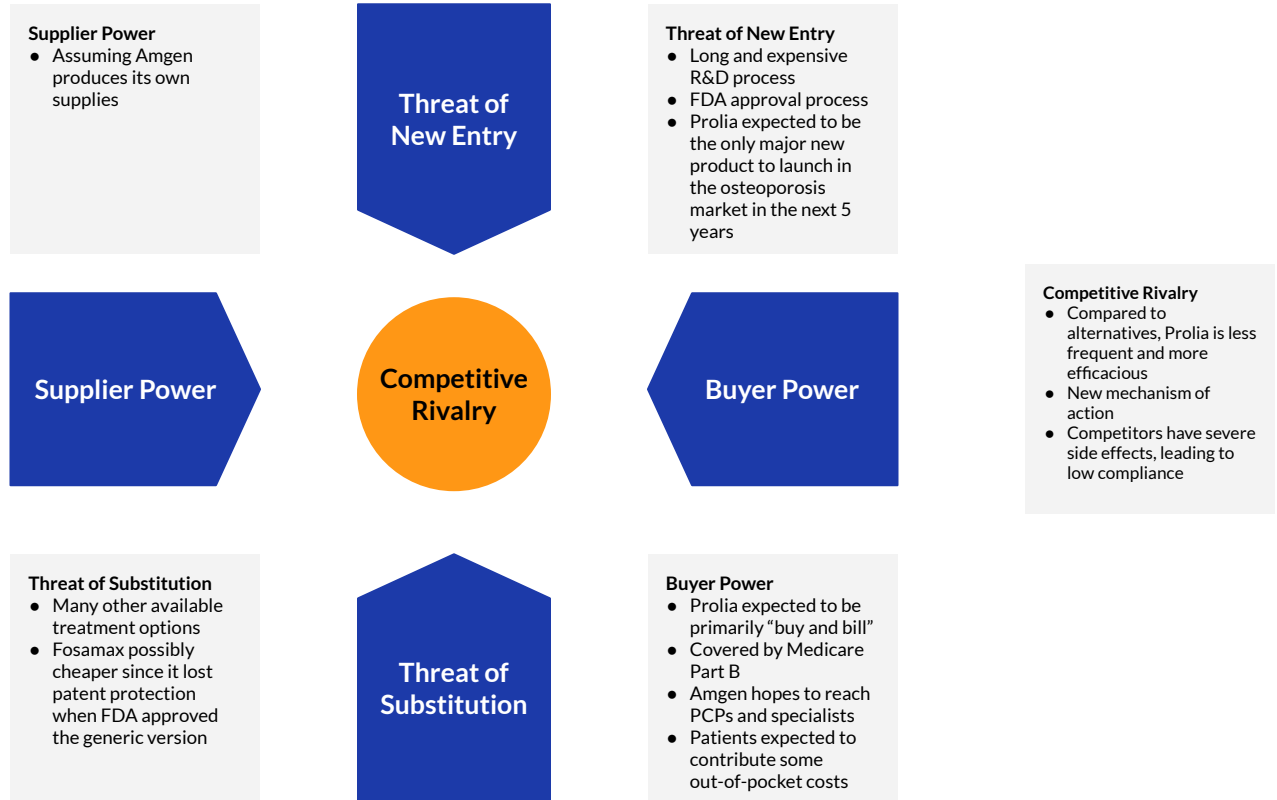 Supplier Power
● Assuming Amgen
produces its own
supplies
Threat of
New Entry
Threat of New Entry
● Long and expensive
R&D process
● FDA approval process
● Prolia expected to be
the only major new
product to launch in
the osteoporosis
market in the next 5
years
Supplier Power
Competitive
Rivalry
Buyer Power
Competitive Rivalry
● Compared to
alternatives, Prolia is less
frequent and more
efficacious
● New mechanism of
action
● Competitors have severe
side effects, leading to
low compliance
Threat of Substitution
● Many other available
treatment options
● Fosamax possibly
cheaper since it lost
patent protection
when FDA approved
the generic version
Threat of
Substitution
Buyer Power
● Prolia expected to be
primarily “buy and bill”
● Covered by Medicare
Part B
● Amgen hopes to reach
PCPs and specialists
● Patients expected to
contribute some
out-of-pocket costs